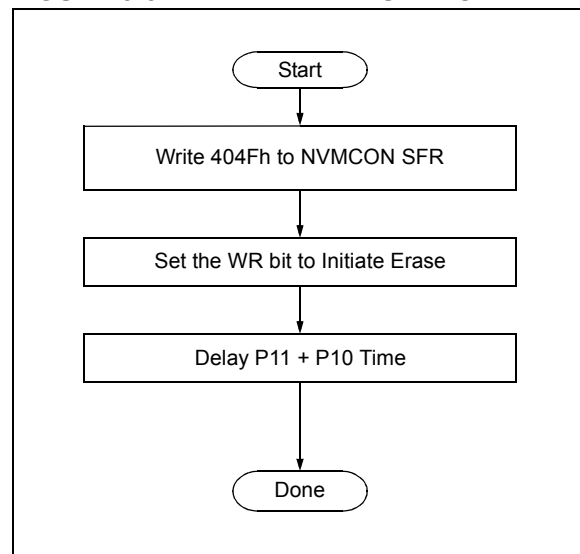 Start
Write 404Fh to NVMCON SFR
Set the WR bit to Initiate Erase
Delay P11 + P10 Time
Done